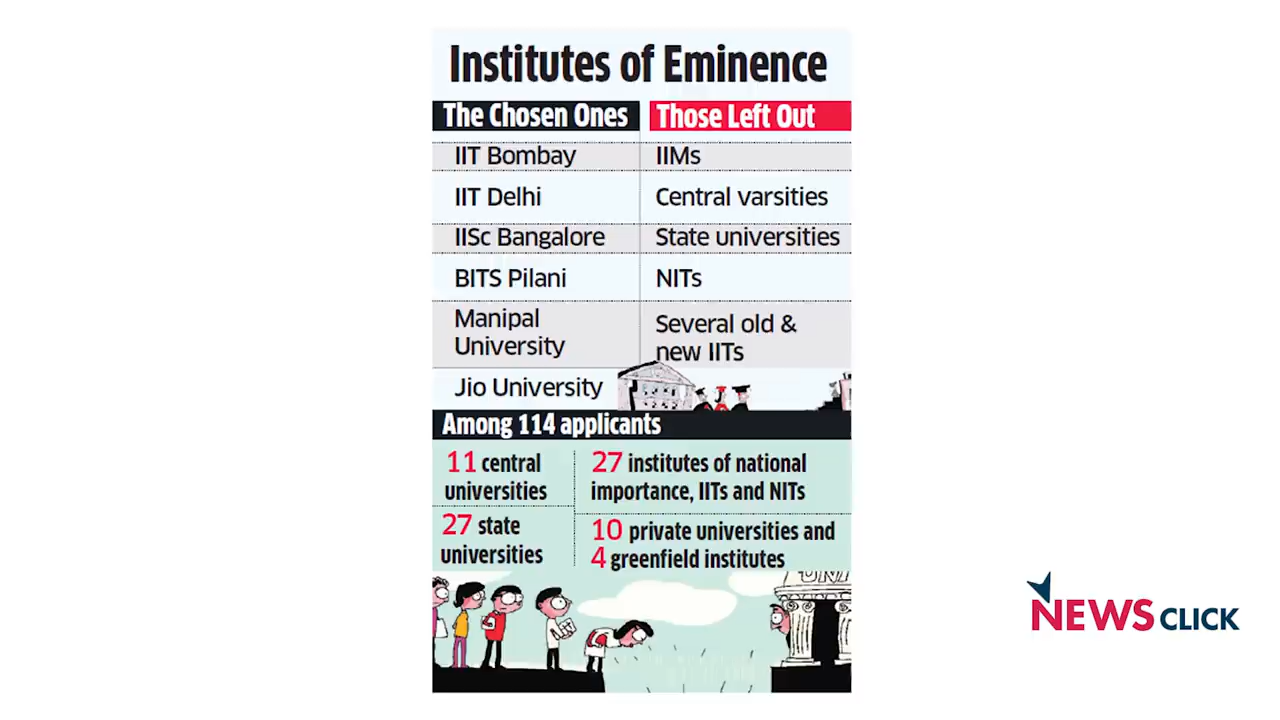 Institutes of Eminence
The Chosen Ones
Those Left Out
IIT Bombay
IIMs
IIT Delhi
Central varsities
IISc Bangalore
State universities
BITS Pilani
NITs
Manipal
University
Several old &
new IITs
Jio University
Among 114 applicants
11 central
universities
27 institutes of national
importance, IITs and NITs
27 state
universities
10 private universities and
4 greenfield institutes
UNI
NEWSCLICK